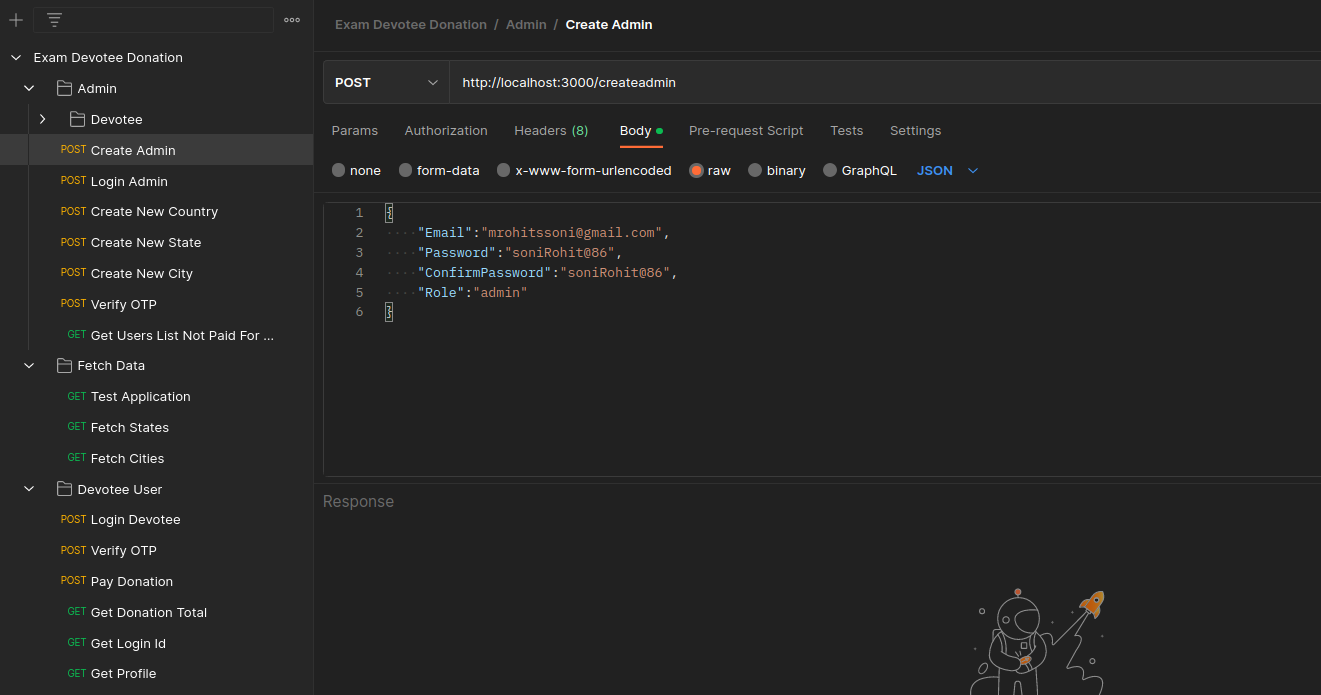 Exam Devotee Donation
Admin
Devotee
POST Create Admin
POST Login Admin
POST Create New Country
POST Create New State
POST Create New City
POST Verify OTP
GET Get Users List Not Paid For ...
Fetch Data
GET Test Application
GET Fetch States
GET Fetch Cities
Devotee User
POST Login Devotee
POST Verify OTP
POST Pay Donation
GET Get Donation Total
GET Get Login Id
GET Get Profile
Exam Devotee Donation / Admin / Create Admin
POST http://localhost:3000/createadmin
Params Authorization Headers (8) Body Pre-request Script Tests Settings
none form-data x-www-form-urlencoded raw binary GraphQL JSON
1 {
2 ····"Email":"mrohitssoni@gmail.com",
3 ····"Password":"soniRohit@86",
4 ····"ConfirmPassword":"soniRohit@86",
5 ····"Role":"admin"
6 }
Response